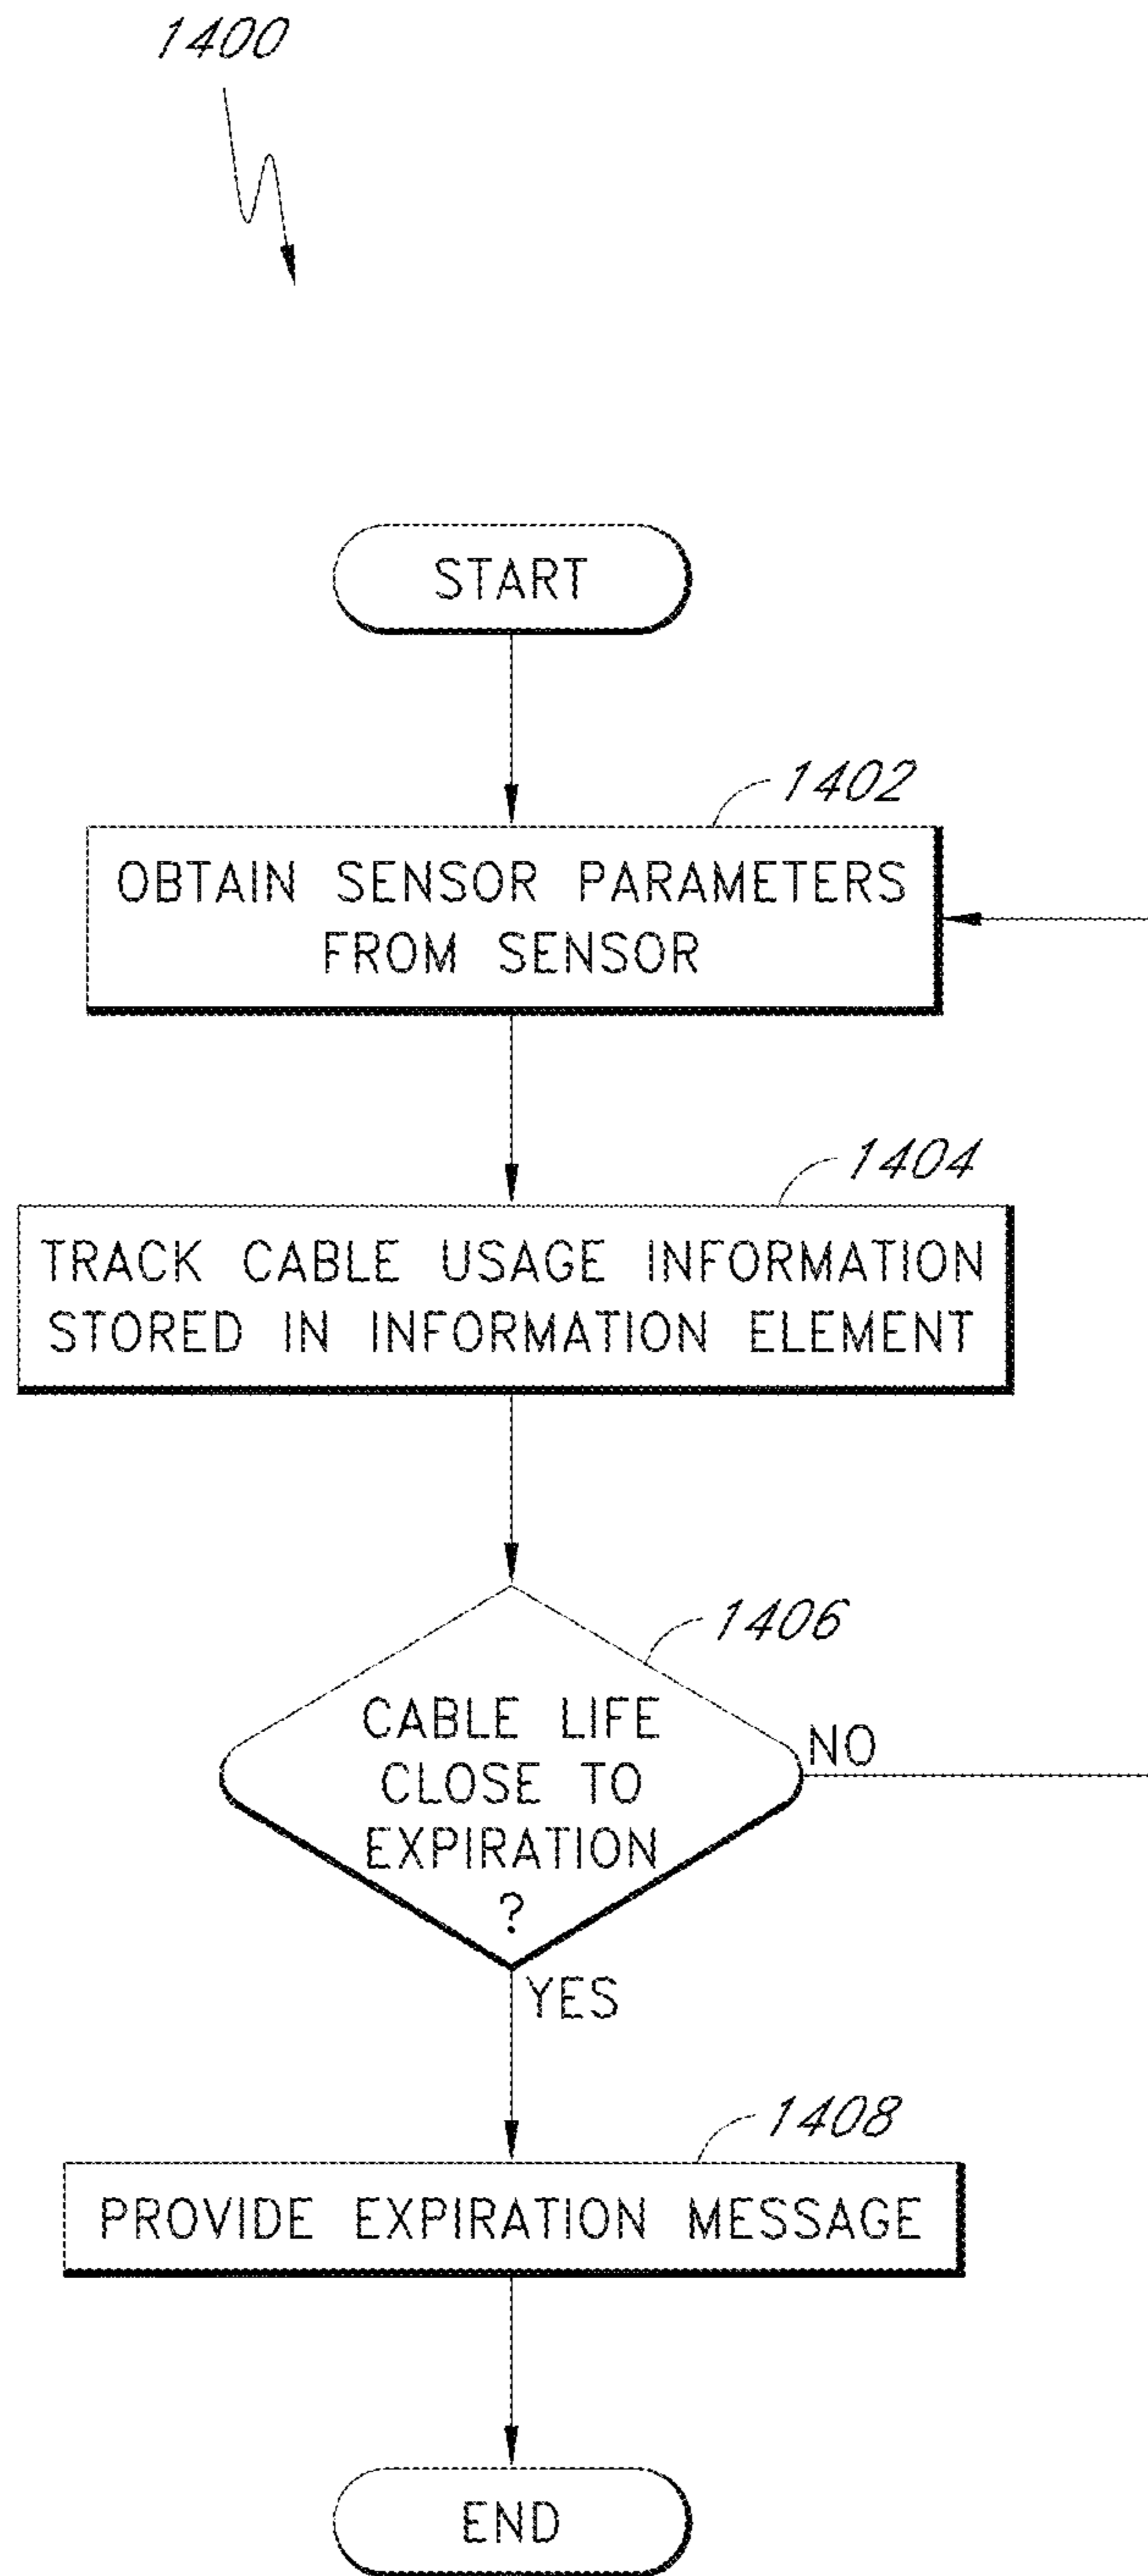 1400
START
1402
OBTAIN SENSOR PARAMETERS
FROM SENSOR
1404
TRACK CABLE USAGE INFORMATION
STORED IN INFORMATION ELEMENT
1406
CABLE LIFE
CLOSE TO
EXPIRATION
?
NO
YES
1408
PROVIDE EXPIRATION MESSAGE
END